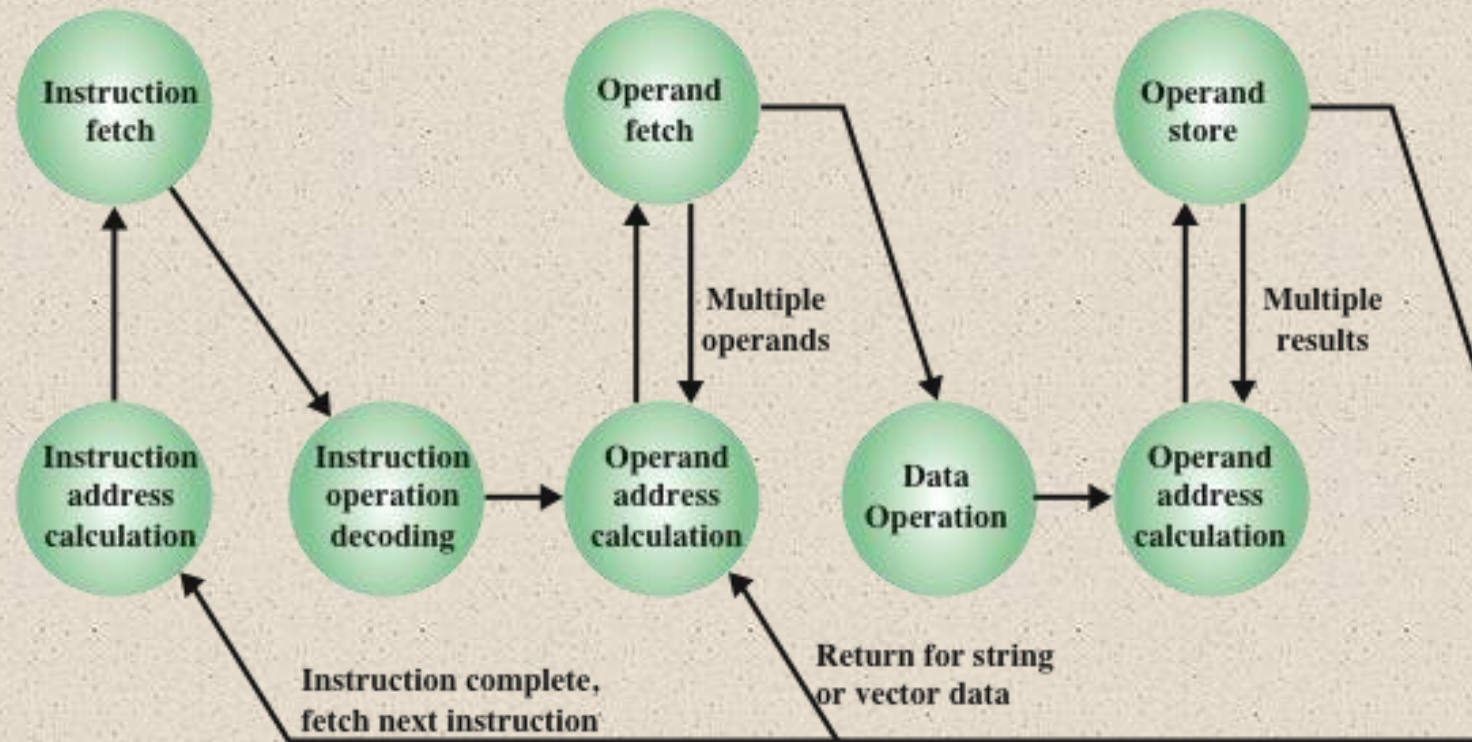 Instruction
fetch
Operand
fetch
Operand
store
Multiple
operands
Multiple
results
Instruction
address
calculation
Instruction
operation
decoding
Operand
address
calculation
Data
Operation
Operand
address
calculation
Instruction complete,
fetch next instruction
Return for string
or vector data